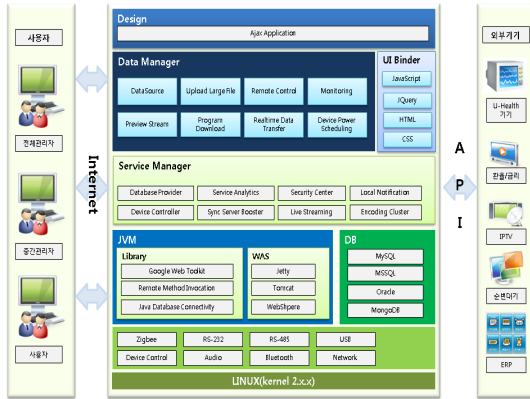 사용자
전체관리자
중간관리자
사용자
Internet
Design
Ajax Application
Data Manager
DataSource
Upload Large File
Remote Control
Monitoring
Preview Stream
Program Download
Realtime Data Transfer
Device Power Scheduling
UI Binder
JavaScript
JQuery
HTML
CSS
Service Manager
Database Provider
Service Analytics
Security Center
Local Notification
Device Controller
Sync Server Booster
Live Streaming
Encoding Cluster
JVM
Library
Google Web Toolkit
Remote Method Invocation
Java Database Connectivity
WAS
Jetty
Tomcat
WebShpere
DB
MySQL
MSSQL
Oracle
MongoDB
Zigbee
RS-232
RS-485
USB
Device Control
Audio
Bluetooth
Network
LINUX(kernel 2.x.x)
A
P
I
외부기기
U-Health
기기
환율/금리
IPTV
순번대기
ERP